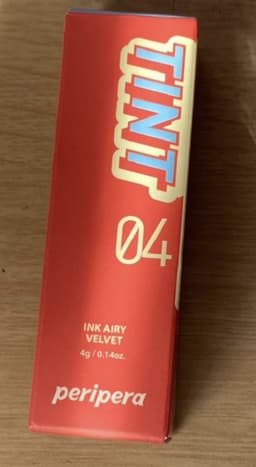 TINT
04
INK AIRY
VELVET
4g / 0.14oz.
peripera